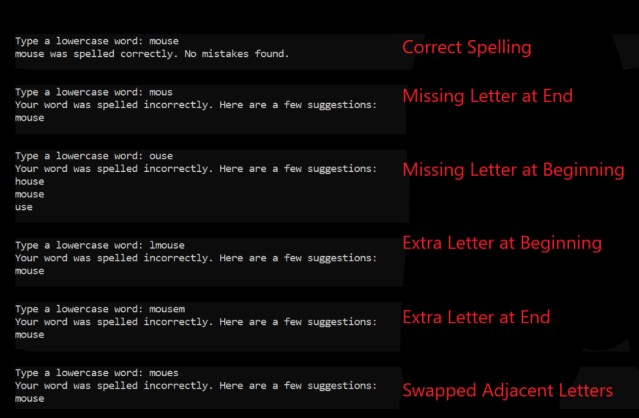 Type a lowercase word: mouse
mouse was spelled correctly. No mistakes found.
Correct Spelling
Type a lowercase word: mous
Your word was spelled incorrectly. Here are a few suggestions:
mouse
Missing Letter at End
Type a lowercase word: ouse
Your word was spelled incorrectly. Here are a few suggestions:
house
mouse
use
Missing Letter at Beginning
Type a lowercase word: lmouse
Your word was spelled incorrectly. Here are a few suggestions:
mouse
Extra Letter at Beginning
Type a lowercase word: mousem
Your word was spelled incorrectly. Here are a few suggestions:
mouse
Extra Letter at End
Type a lowercase word: moues
Your word was spelled incorrectly. Here are a few suggestions:
mouse
Swapped Adjacent Letters